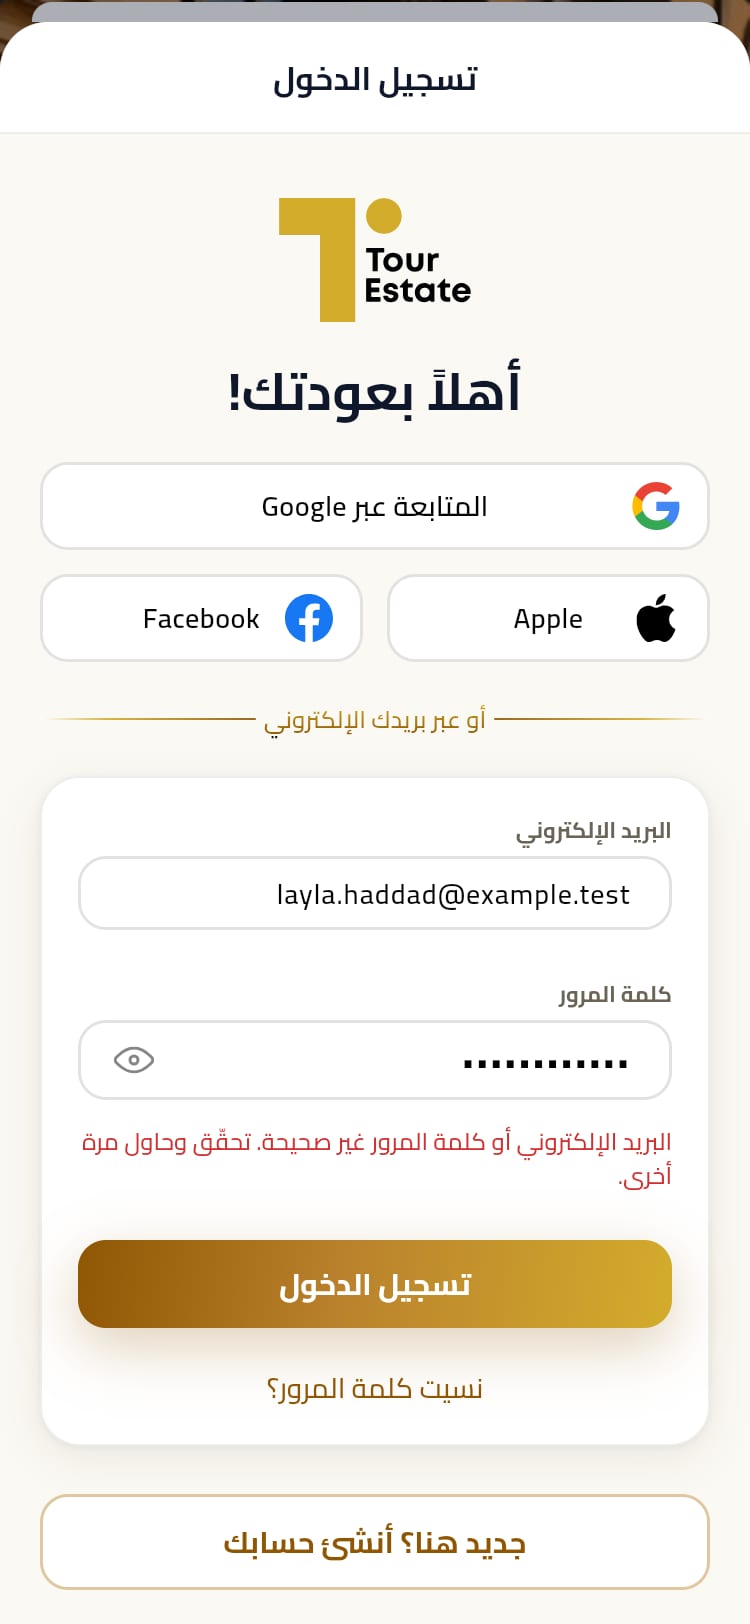 تسجيل الدخول
Tour
Estate
أهلاً بعودتك!
المتابعة عبر Google
Apple
Facebook
أو عبر بريدك الإلكتروني
البريد الإلكتروني
layla.haddad@example.test
كلمة المرور
............
البريد الإلكتروني أو كلمة المرور غير صحيحة. تحقّق وحاول مرة
أخرى.
تسجيل الدخول
نسيت كلمة المرور؟
جديد هنا؟ أنشئ حسابك